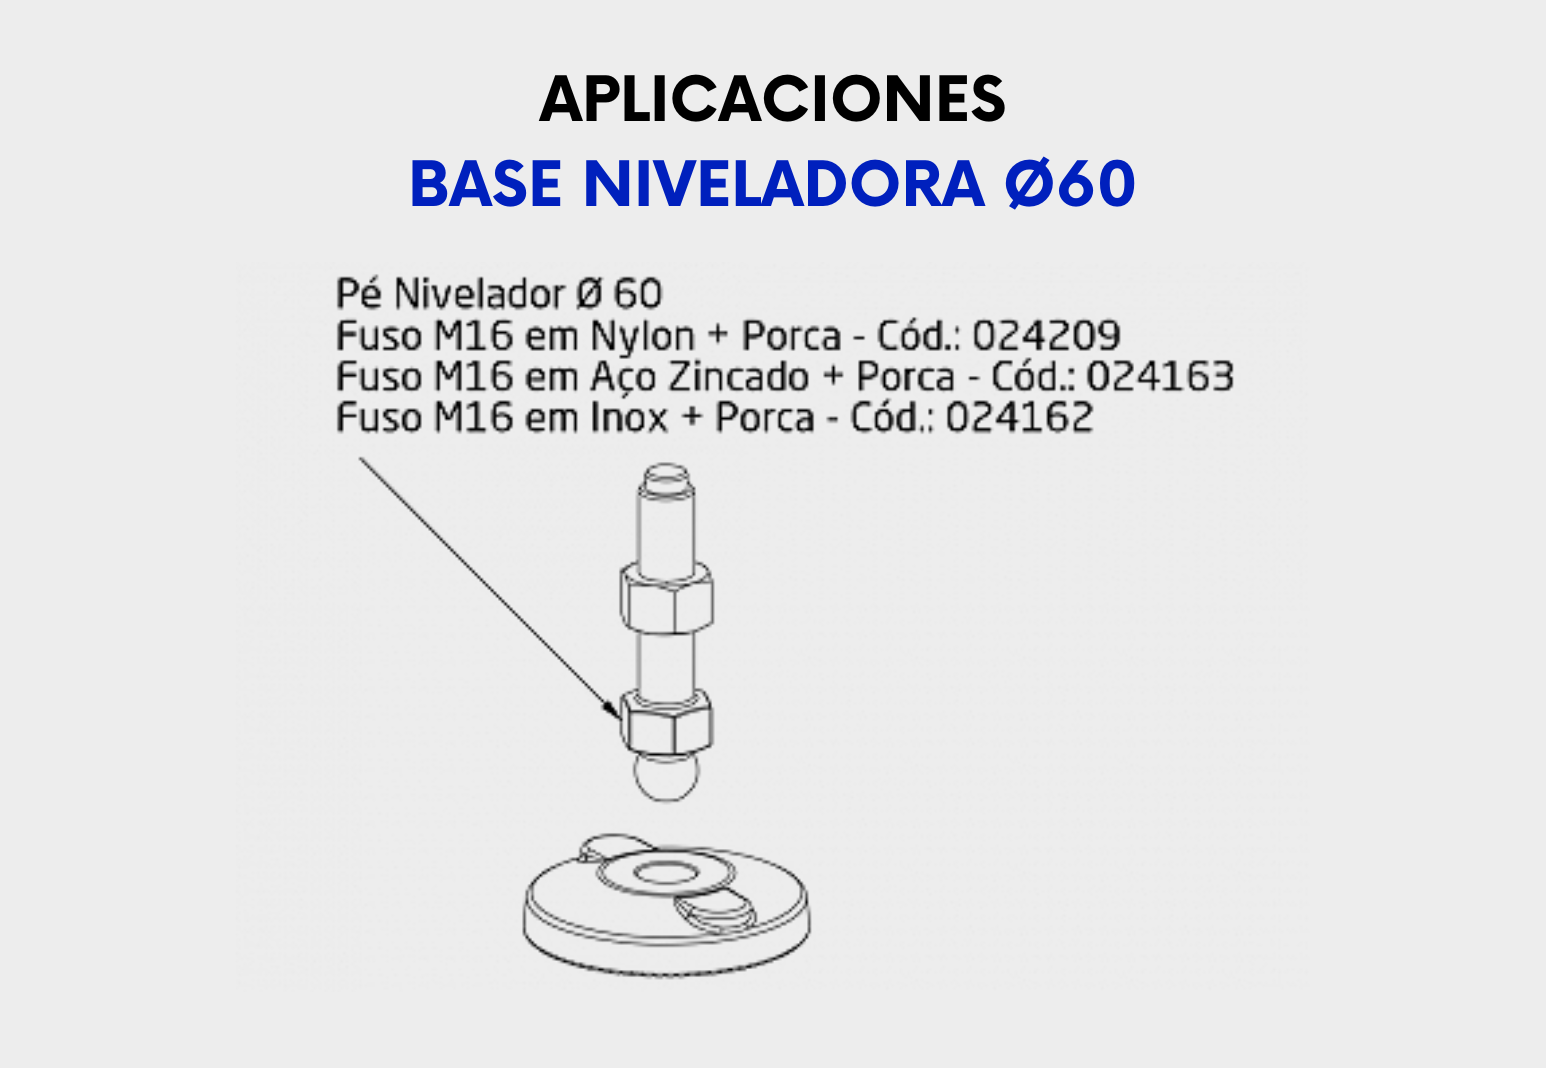 APLICACIONES
BASE NIVELADORA Ø60
Pé Nivelador Ø 60
Fuso M16 em Nylon + Porca - Cód.: 024209
Fuso M16 em Aço Zincado + Porca - Cód.: 024163
Fuso M16 em Inox + Porca - Cód.: 024162